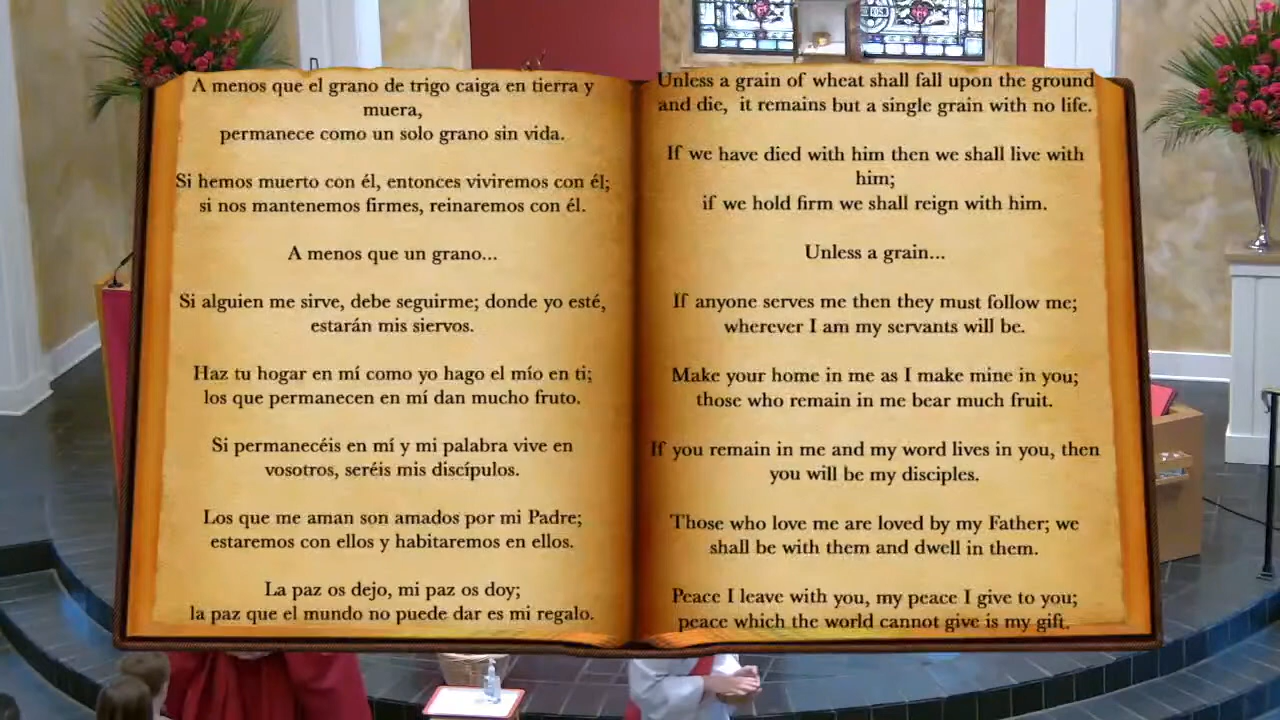 A menos que el grano de trigo caiga en tierra y
muera,
permanece como un solo grano sin vida.
Si hemos muerto con él, entonces viviremos con él;
si nos mantenemos firmes, reinaremos con él.
A menos que un grano...
Si alguien me sirve, debe seguirme; donde yo esté,
estarán mis siervos.
Haz tu hogar en mí como yo hago el mío en ti;
los que permanecen en mí dan mucho fruto.
Si permanecéis en mí y mi palabra vive en
vosotros, seréis mis discípulos.
Los que me aman son amados por mi Padre;
estaremos con ellos y habitaremos en ellos.
La paz os dejo, mi paz os doy;
la paz que el mundo no puede dar es mi regalo.
Unless a grain of wheat shall fall upon the ground
and die, it remains but a single grain with no life.
If we have died with him then we shall live with
him;
if we hold firm we shall reign with him.
Unless a grain...
If anyone serves me then they must follow me;
wherever I am my servants will be.
Make your home in me as I make mine in you;
those who remain in me bear much fruit.
If you remain in me and my word lives in you, then
you will be my disciples.
Those who love me are loved by my Father; we
shall be with them and dwell in them.
Peace I leave with you, my peace I give to you;
peace which the world cannot give is my gift.